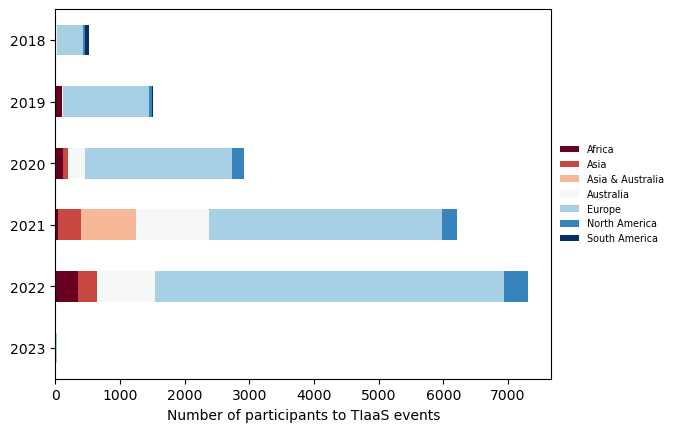 2018
2019
2020
2021
2022
2023
0 1000 2000 3000 4000 5000 6000 7000
Number of participants to TIaaS events
Africa
Asia
Asia & Australia
Australia
Europe
North America
South America